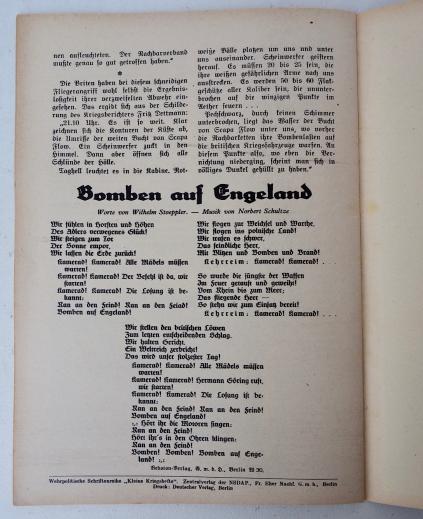 nen aufleuchteten. Der Nachbarverband
mußte genau so gut getroffen haben."
*
Die Briten haben bei diesem schneidigen
Fliegerangriff wohl selbst die Ergebnis-
losigkeit ihrer verzweifelten Abwehr ein-
gesehen. Das ergibt sich aus der Schilde-
rung des Kriegsberichters Fritz Dettmann:
„21.10 Uhr. Es ist so weit. Klar
zeichnen sich die Konturen der Küste ab,
die Umrisse der weiten Bucht von Scapa
Flow. Ein Scheinwerfer zuckt in den
Himmel. Dann aber öffnen sich alle
Schlünde der Hölle.
Taghell leuchtet es in die Kabine. Rot-
weiße Bälle platzen um uns und unter
uns auseinander. Scheinwerfer geistern
herauf. Es müssen 20 bis 25 sein, die
ihre weißen gefährlichen Arme nach uns
ausstrecken. Es werden 50 bis 60 Flak-
geschütze aller Kaliber sein, die ununter-
brochen auf die winzigen Punkte im
Aether feuern . . .
Pechschwarz, durch keinen Schimmer
unterbrochen, liegt das Wasser der Bucht
von Scapa Flow unter uns, wo vorher
die Nachbarketten ihre Bombenlasten auf
die britischen Kriegsfahrzeuge warfen. An
diesem Punkte also, wo eben die Ver-
nichtung niederging, scheint man sich in
völliges Dunkel gehüllt zu haben."
Bomben auf Engeland
Worte von Wilhelm Stoeppler. — Musik von Norbert Schultze
Wir fühlen in Horsten und Höhen
Des Adlers verwegenes Glück!
Wir steigen zum Tor
Der Sonne empor,
Wir lassen die Erde zurück!
Kamerad! Kamerad! Alle Mädels müssen
warten!
Kamerad! Kamerad! Der Befehl ist da, wir
starten!
Kamerad! Kamerad! Die Losung ist be-
kannt:
Ran an den Feind! Ran an den Feind!
Bomben auf Engeland!
Wir flogen zur Weichsel und Warthe,
Wir flogen ins polnische Land!
Wir trafen es schwer,
Das feindliche Heer,
Mit Blitzen und Bomben und Brand!
Kehrreim: Kamerad! Kamerad! . . .
So wurde die jüngste der Waffen
Im Feuer getauft und geweiht!
Vom Rhein bis zum Meer:
Das fliegende Heer —
So stehn wir zum Einsatz bereit!
Kehrreim: Kamerad! Kamerad! . . .
Wir stellen den britischen Löwen
Zum letzten entscheidenden Schlag.
Wir halten Gericht.
Ein Weltreich zerbricht!
Das wird unser stolzester Tag!
Kamerad! Kamerad! Alle Mädels müssen
warten!
Kamerad! Kamerad! Hermann Göring ruft,
wir starten!
Kamerad! Kamerad! Die Losung ist be-
kannt:
Ran an den Feind! Ran an den Feind!
Bomben auf Engeland!
:,: Hört ihr die Motoren singen:
Ran an den Feind!
Hört ihr's in den Ohren klingen:
Ran an den Feind!
Bomben! Bomben! Bomben auf Enge-
land! :,:
G. m. b. H., Berlin W 30.
Wehrpolitische Schriftenreihe „Kleine Kriegshefte". Zentralverlag der NSDAP., Fr. Eher Nachf. G. m. b. H., Berlin
Druck: Deutscher Verlag, Berlin